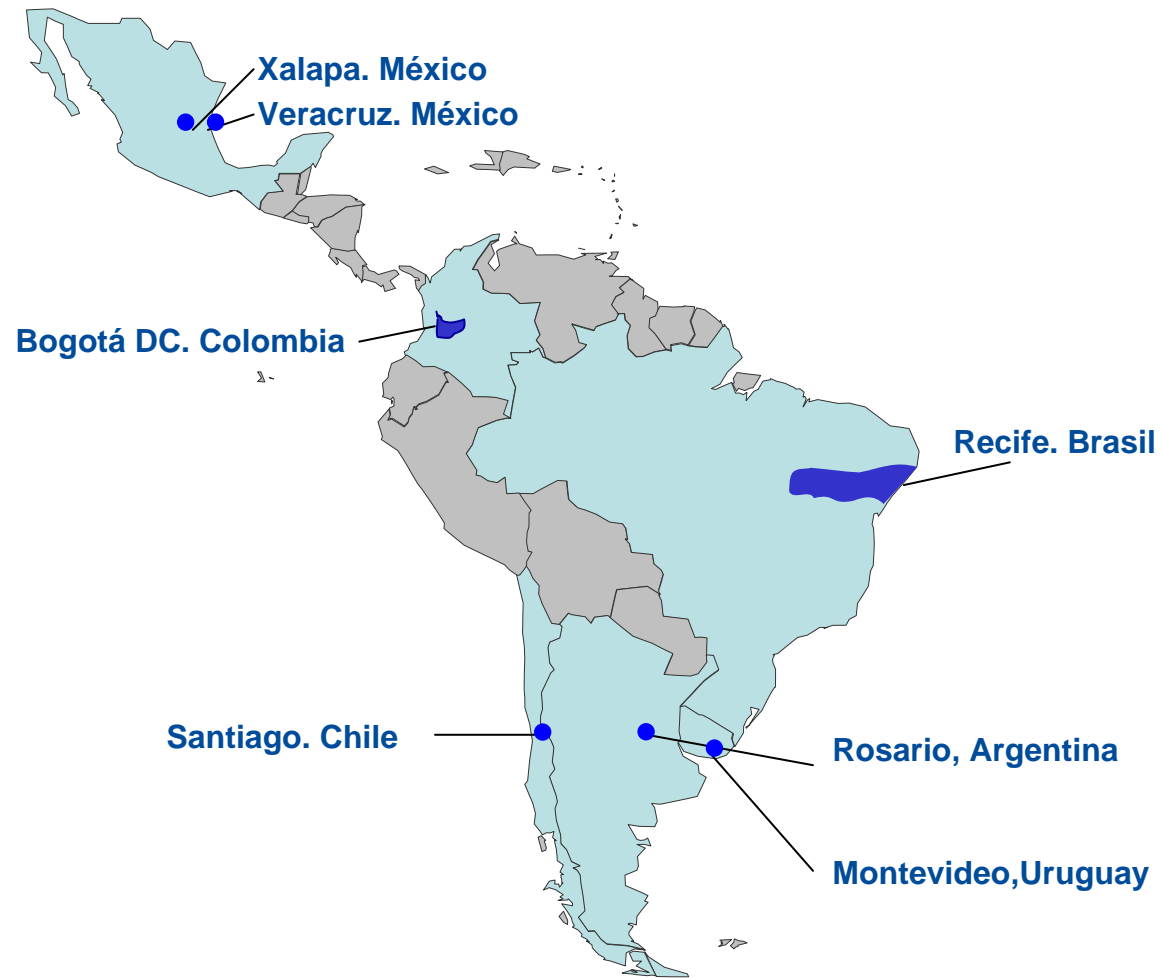 Xalapa. México
Veracruz. México
Bogotá DC. Colombia
Recife. Brasil
Santiago. Chile
Rosario, Argentina
Montevideo,Uruguay